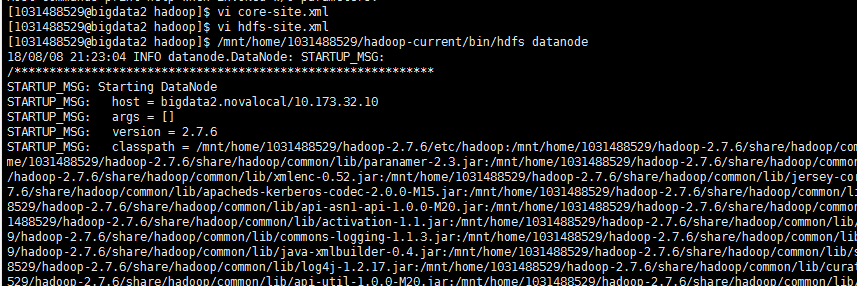 [1031488529@bigdata2 hadoop]$ vi core-site.xml
[1031488529@bigdata2 hadoop]$ vi hdfs-site.xml
[1031488529@bigdata2 hadoop]$ /mnt/home/1031488529/hadoop-current/bin/hdfs datanode
18/08/08 21:23:04 INFO datanode.DataNode: STARTUP_MSG:
/************************************************************
STARTUP_MSG: Starting DataNode
STARTUP_MSG:   host = bigdata2.novalocal/10.173.32.10
STARTUP_MSG:   args = []
STARTUP_MSG:   version = 2.7.6
STARTUP_MSG:   classpath = /mnt/home/1031488529/hadoop-2.7.6/etc/hadoop:/mnt/home/1031488529/hadoop-2.7.6/share/hadoop/com
me/1031488529/hadoop-2.7.6/share/hadoop/common/lib/paranamer-2.3.jar:/mnt/home/1031488529/hadoop-2.7.6/share/hadoop/common
/hadoop-2.7.6/share/hadoop/common/lib/xmlenc-0.52.jar:/mnt/home/1031488529/hadoop-2.7.6/share/hadoop/common/lib/jersey-cor
7.6/share/hadoop/common/lib/apacheds-kerberos-codec-2.0.0-M15.jar:/mnt/home/1031488529/hadoop-2.7.6/share/hadoop/common/li
8529/hadoop-2.7.6/share/hadoop/common/lib/api-asn1-api-1.0.0-M20.jar:/mnt/home/1031488529/hadoop-2.7.6/share/hadoop/common
1488529/hadoop-2.7.6/share/hadoop/common/lib/activation-1.1.jar:/mnt/home/1031488529/hadoop-2.7.6/share/hadoop/common/lib/
9/hadoop-2.7.6/share/hadoop/common/lib/commons-logging-1.1.3.jar:/mnt/home/1031488529/hadoop-2.7.6/share/hadoop/common/lib
9/hadoop-2.7.6/share/hadoop/common/lib/java-xmlbuilder-0.4.jar:/mnt/home/1031488529/hadoop-2.7.6/share/hadoop/common/lib/s
8529/hadoop-2.7.6/share/hadoop/common/lib/log4j-1.2.17.jar:/mnt/home/1031488529/hadoop-2.7.6/share/hadoop/common/lib/curat
529/hadoop-2.7.6/share/hadoop/common/lib/api-util-1.0.0-M20.jar:/mnt/home/1031488529/hadoop-2.7.6/share/hadoop/common/lib/